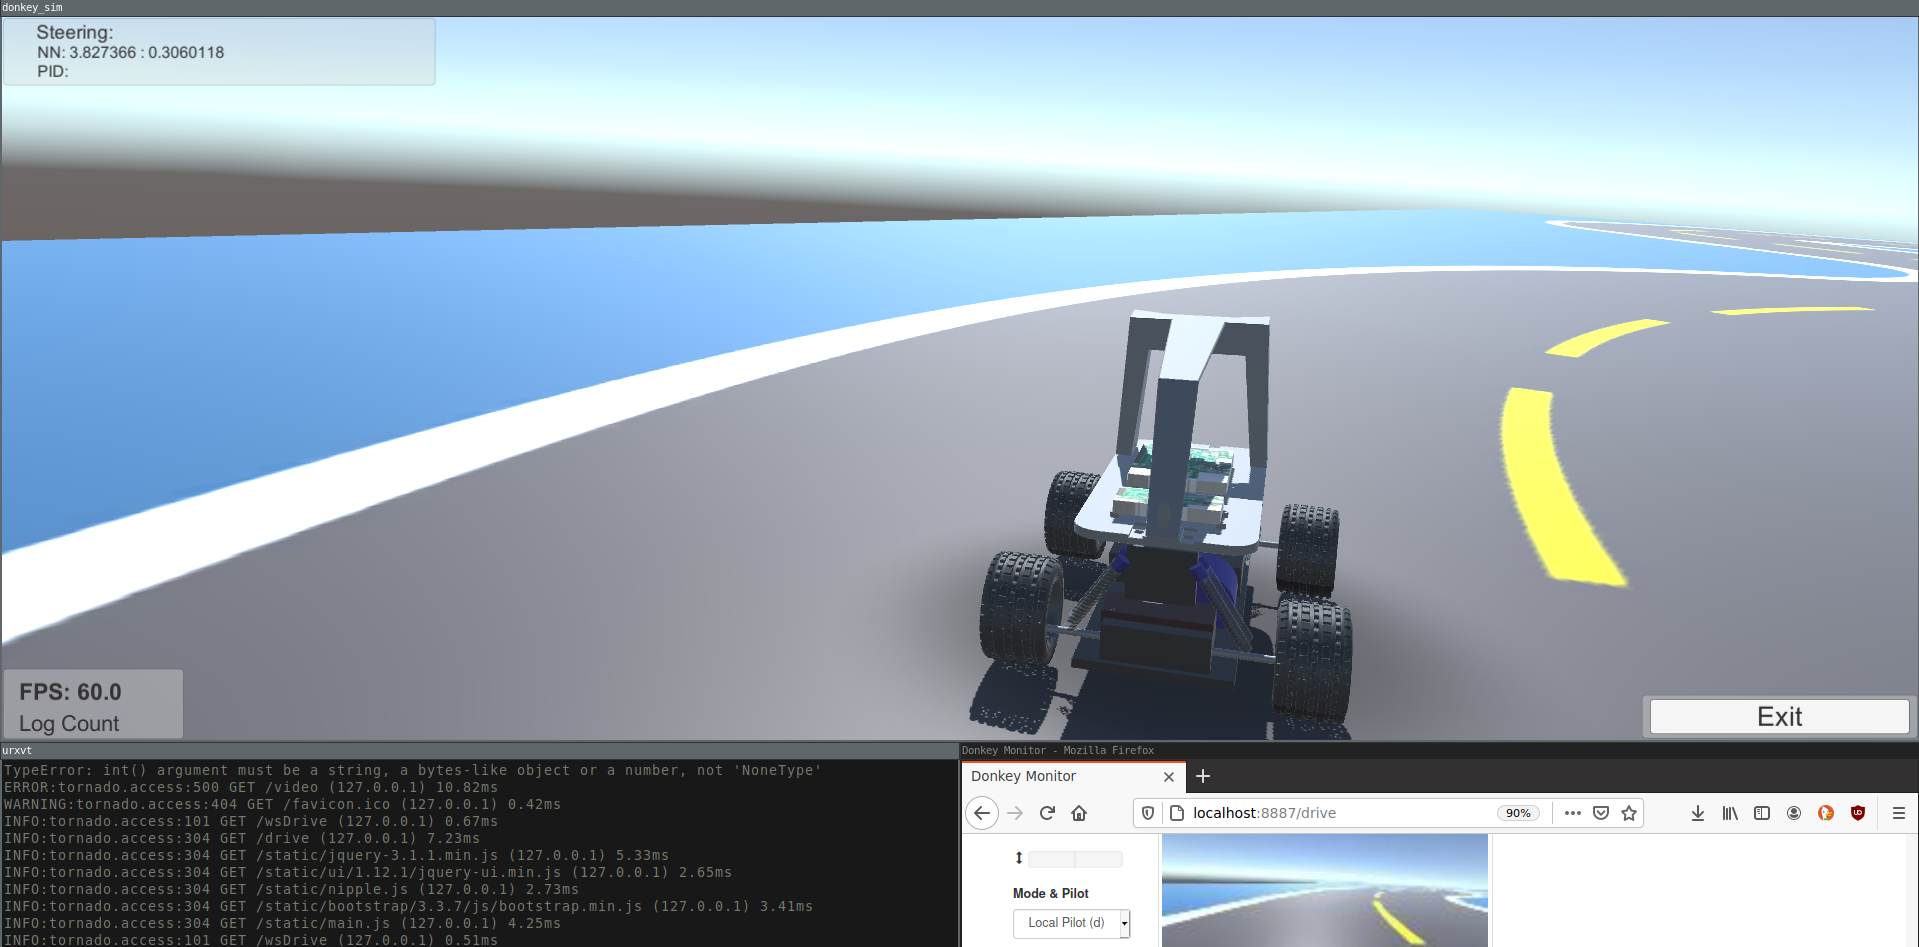 donkey_sim
Steering:
NN: 3.827366 : 0.3060118
PID:
FPS: 60.0
Log Count
Exit
urxvt
TypeError: int() argument must be a string, a bytes-like object or a number, not 'NoneType'
ERROR:tornado.access:500 GET /video (127.0.0.1) 10.82ms
WARNING:tornado.access:404 GET /favicon.ico (127.0.0.1) 0.42ms
INFO:tornado.access:101 GET /wsDrive (127.0.0.1) 0.67ms
INFO:tornado.access:304 GET /drive (127.0.0.1) 7.23ms
INFO:tornado.access:304 GET /static/jquery-3.1.1.min.js (127.0.0.1) 5.33ms
INFO:tornado.access:304 GET /static/ui/1.12.1/jquery-ui.min.js (127.0.0.1) 2.65ms
INFO:tornado.access:304 GET /static/nipple.js (127.0.0.1) 2.73ms
INFO:tornado.access:304 GET /static/bootstrap/3.3.7/js/bootstrap.min.js (127.0.0.1) 3.41ms
INFO:tornado.access:304 GET /static/main.js (127.0.0.1) 4.25ms
INFO:tornado.access:101 GET /wsDrive (127.0.0.1) 0.51ms
Donkey Monitor - Mozilla Firefox
Donkey Monitor
localhost:8887/drive
90%
Mode & Pilot
Local Pilot (d)